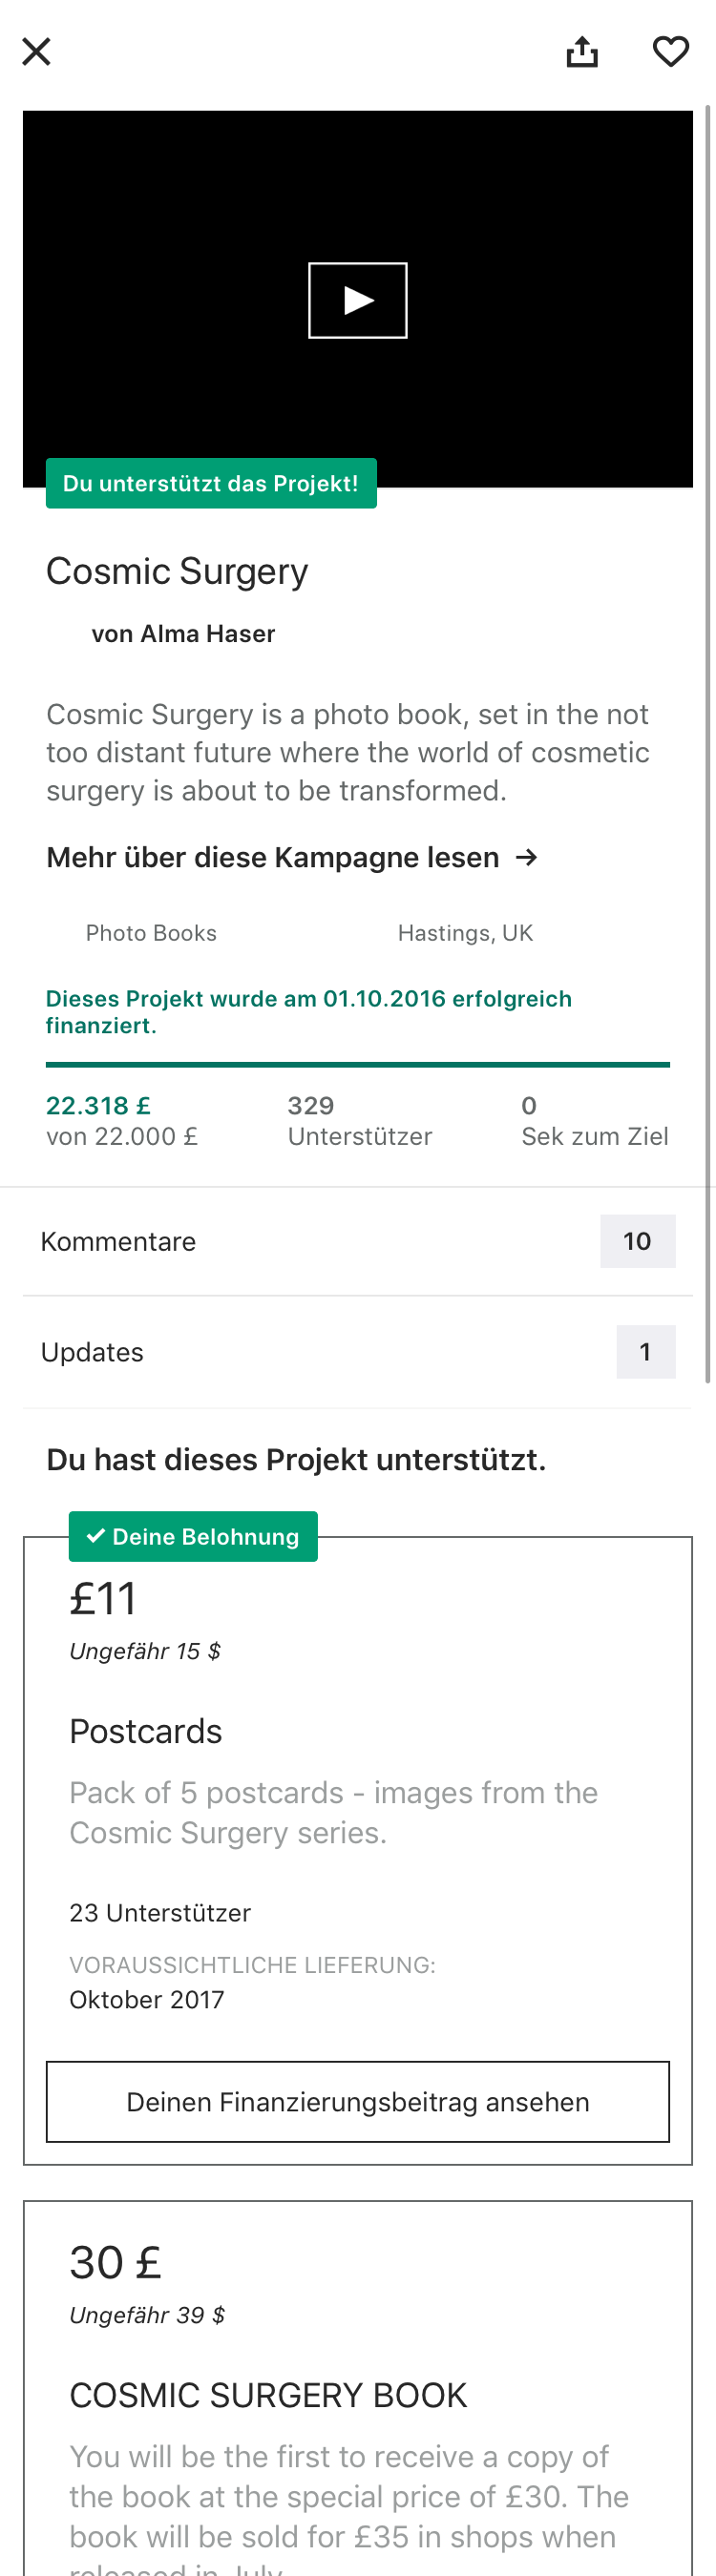 Du unterstützt das Projekt!
Cosmic Surgery
von Alma Haser
Cosmic Surgery is a photo book, set in the not
too distant future where the world of cosmetic
surgery is about to be transformed.
Mehr über diese Kampagne lesen →
Photo Books
Hastings, UK
Dieses Projekt wurde am 01.10.2016 erfolgreich
finanziert.
22.318 £
von 22.000 £
329
Unterstützer
0
Sek zum Ziel
Kommentare
10
Updates
1
Du hast dieses Projekt unterstützt.
✓ Deine Belohnung
£11
Ungefähr 15 $
Postcards
Pack of 5 postcards - images from the
Cosmic Surgery series.
23 Unterstützer
VORAUSSICHTLICHE LIEFERUNG:
Oktober 2017
Deinen Finanzierungsbeitrag ansehen
30 £
Ungefähr 39 $
COSMIC SURGERY BOOK
You will be the first to receive a copy of
the book at the special price of £30. The
book will be sold for £35 in shops when
released in July